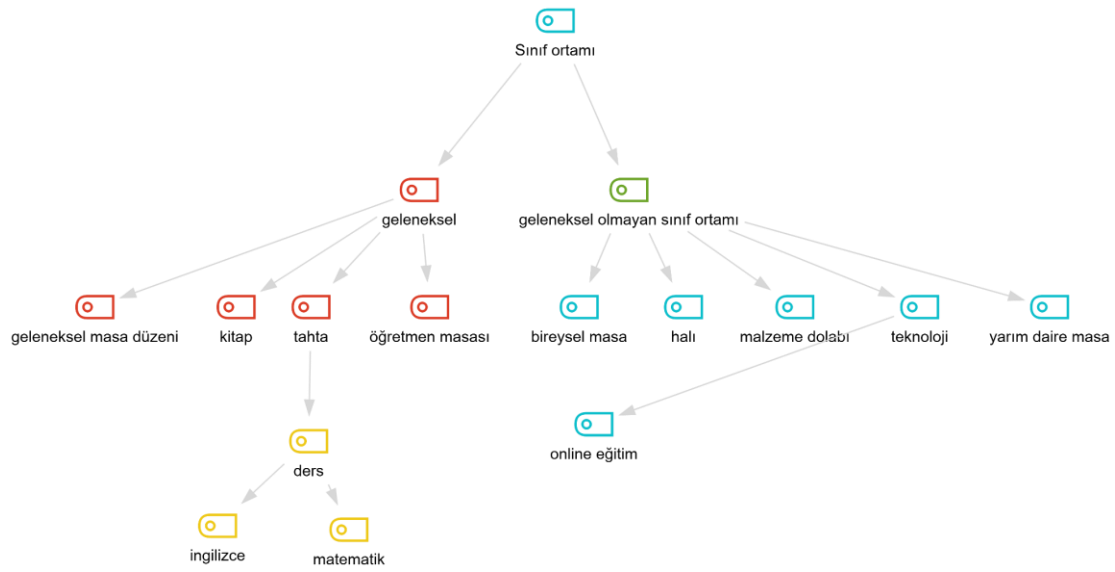 Sınıf ortamı
geleneksel
geleneksel olmayan sınıf ortamı
geleneksel masa düzeni
kitap
tahta
öğretmen masası
bireysel masa
halı
malzeme dolabı
teknoloji
yarım daire masa
online eğitim
ders
ingilizce
matematik